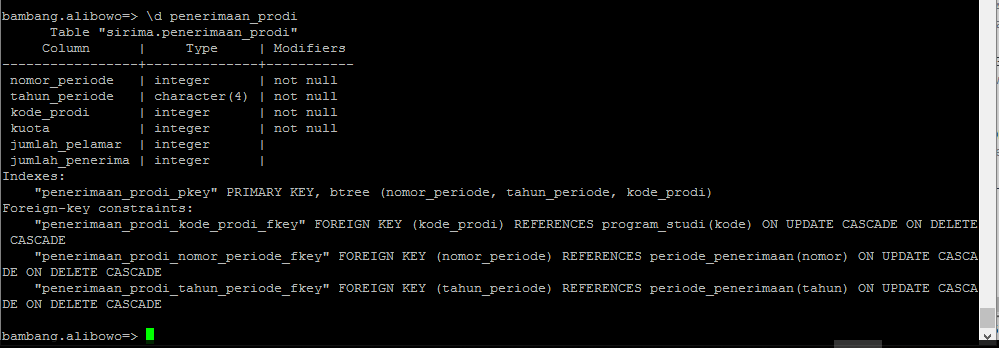 bambang.alibowo=> \d penerimaan_prodi
      Table "sirima.penerimaan_prodi"
     Column      |     Type     | Modifiers
-----------------+--------------+-----------
 nomor_periode   | integer      | not null
 tahun_periode   | character(4) | not null
 kode_prodi      | integer      | not null
 kuota           | integer      | not null
 jumlah_pelamar  | integer      |
 jumlah_penerima | integer      |
Indexes:
    "penerimaan_prodi_pkey" PRIMARY KEY, btree (nomor_periode, tahun_periode, kode_prodi)
Foreign-key constraints:
    "penerimaan_prodi_kode_prodi_fkey" FOREIGN KEY (kode_prodi) REFERENCES program_studi(kode) ON UPDATE CASCADE ON DELETE
 CASCADE
    "penerimaan_prodi_nomor_periode_fkey" FOREIGN KEY (nomor_periode) REFERENCES periode_penerimaan(nomor) ON UPDATE CASCA
DE ON DELETE CASCADE
    "penerimaan_prodi_tahun_periode_fkey" FOREIGN KEY (tahun_periode) REFERENCES periode_penerimaan(tahun) ON UPDATE CASCA
DE ON DELETE CASCADE
bambang.alibowo=>